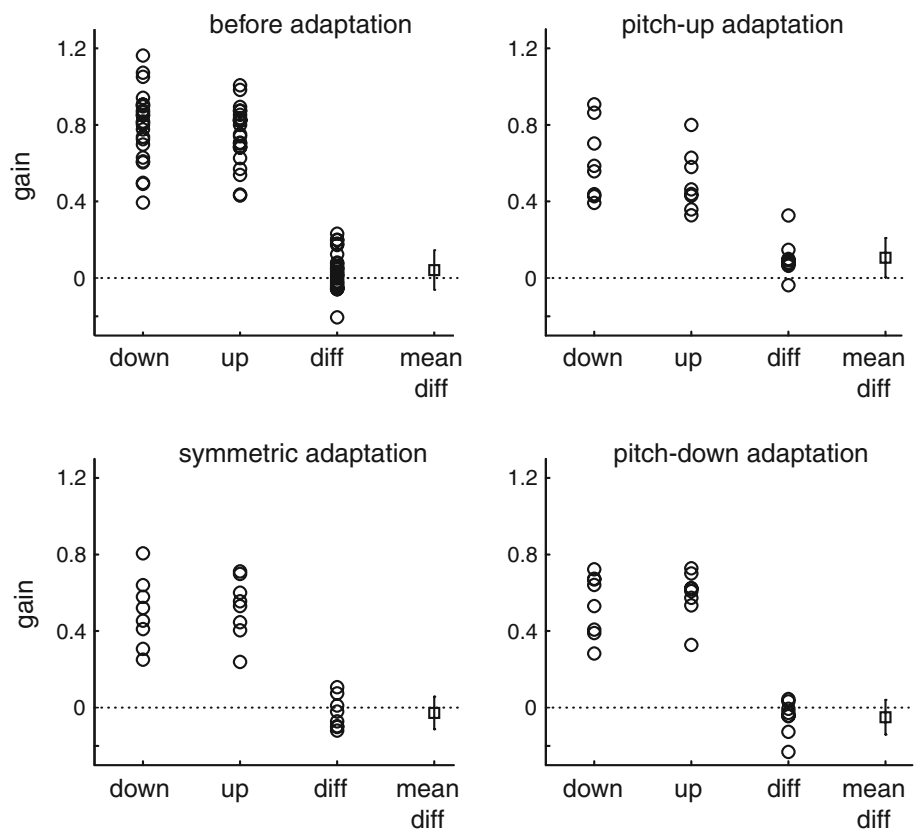 before adaptation
pitch-up adaptation
1.2
0.8
0.4
0
gain
down up diff mean diff
1.2
0.8
0.4
0
down up diff mean diff
symmetric adaptation
pitch-down adaptation
1.2
0.8
0.4
0
gain
down up diff mean diff
1.2
0.8
0.4
0
down up diff mean diff